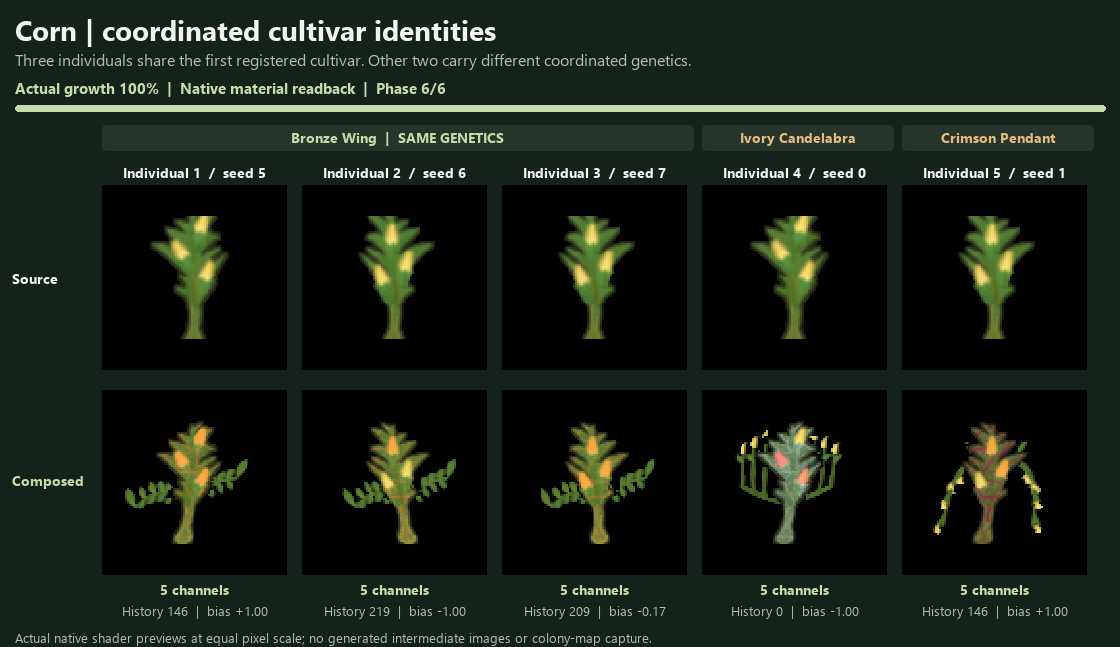 Corn | coordinated cultivar identities
Three individuals share the first registered cultivar. Other two carry different coordinated genetics.
Actual growth 100% | Native material readback | Phase 6/6
Bronze Wing | SAME GENETICS
Ivory Candelabra
Crimson Pendant
Individual 1 / seed 5
Individual 2 / seed 6
Individual 3 / seed 7
Individual 4 / seed 0
Individual 5 / seed 1
Source
Composed
5 channels
5 channels
5 channels
5 channels
5 channels
History 146 | bias +1.00
History 219 | bias -1.00
History 209 | bias -0.17
History 0 | bias -1.00
History 146 | bias +1.00
Actual native shader previews at equal pixel scale; no generated intermediate images or colony-map capture.